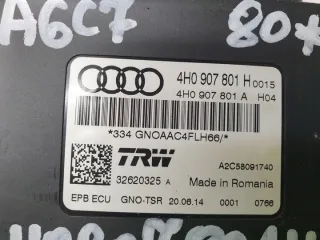 A6C7 80*
4H0 907 801 H 0015
4H0 907 801 A H04
*334 GNOAAC4FLH66/*
TRW
A2C58091740
32620325 A Made in Romania
EPB ECU GNO-TSR 20.06.14 0001 0766